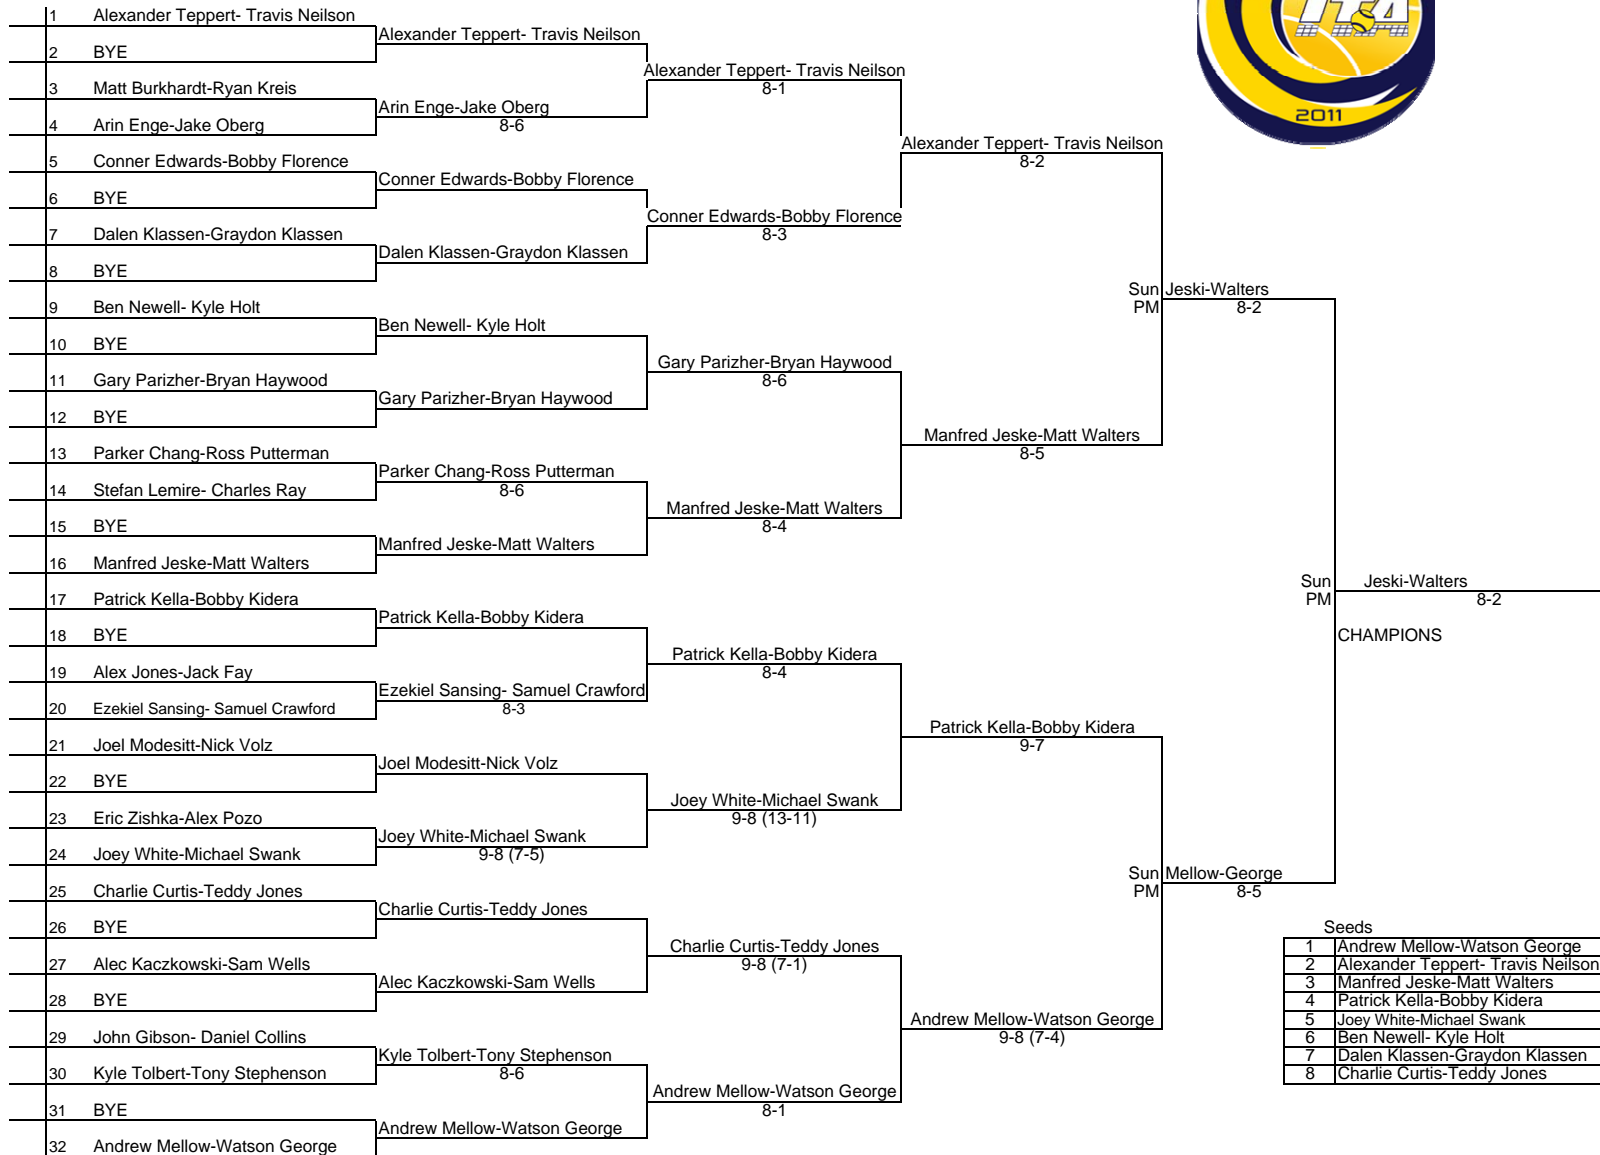 1 Alexander Teppert- Travis Neilson
2 BYE
3 Matt Burkhardt-Ryan Kreis
4 Arin Enge-Jake Oberg
5 Conner Edwards-Bobby Florence
6 BYE
7 Dalen Klassen-Graydon Klassen
8 BYE
9 Ben Newell- Kyle Holt
10 BYE
11 Gary Parizher-Bryan Haywood
12 BYE
13 Parker Chang-Ross Putterman
14 Stefan Lemire- Charles Ray
15 BYE
16 Manfred Jeske-Matt Walters
17 Patrick Kella-Bobby Kidera
18 BYE
19 Alex Jones-Jack Fay
20 Ezekiel Sansing- Samuel Crawford
21 Joel Modesitt-Nick Volz
22 BYE
23 Eric Zishka-Alex Pozo
24 Joey White-Michael Swank
25 Charlie Curtis-Teddy Jones
26 BYE
27 Alec Kaczkowski-Sam Wells
28 BYE
29 John Gibson- Daniel Collins
30 Kyle Tolbert-Tony Stephenson
31 BYE
32 Andrew Mellow-Watson George
Alexander Teppert- Travis Neilson
Arin Enge-Jake Oberg
8-6
Conner Edwards-Bobby Florence
Dalen Klassen-Graydon Klassen
Ben Newell- Kyle Holt
Gary Parizher-Bryan Haywood
Parker Chang-Ross Putterman
8-6
Manfred Jeske-Matt Walters
Patrick Kella-Bobby Kidera
Ezekiel Sansing- Samuel Crawford
8-3
Joel Modesitt-Nick Volz
Joey White-Michael Swank
9-8 (7-5)
Charlie Curtis-Teddy Jones
Alec Kaczkowski-Sam Wells
Kyle Tolbert-Tony Stephenson
8-6
Andrew Mellow-Watson George
Alexander Teppert- Travis Neilson
8-1
Conner Edwards-Bobby Florence
8-3
Gary Parizher-Bryan Haywood
8-6
Manfred Jeske-Matt Walters
8-4
Patrick Kella-Bobby Kidera
8-4
Joey White-Michael Swank
9-8 (13-11)
Charlie Curtis-Teddy Jones
9-8 (7-1)
Andrew Mellow-Watson George
8-1
Alexander Teppert- Travis Neilson
8-2
Manfred Jeske-Matt Walters
8-5
Patrick Kella-Bobby Kidera
9-7
Andrew Mellow-Watson George
9-8 (7-4)
Sun Jeski-Walters
PM 8-2
Sun Mellow-George
PM 8-5
Sun Jeski-Walters
PM 8-2
CHAMPIONS
ITA
2011
Seeds
1 Andrew Mellow-Watson George
2 Alexander Teppert- Travis Neilson
3 Manfred Jeske-Matt Walters
4 Patrick Kella-Bobby Kidera
5 Joey White-Michael Swank
6 Ben Newell- Kyle Holt
7 Dalen Klassen-Graydon Klassen
8 Charlie Curtis-Teddy Jones